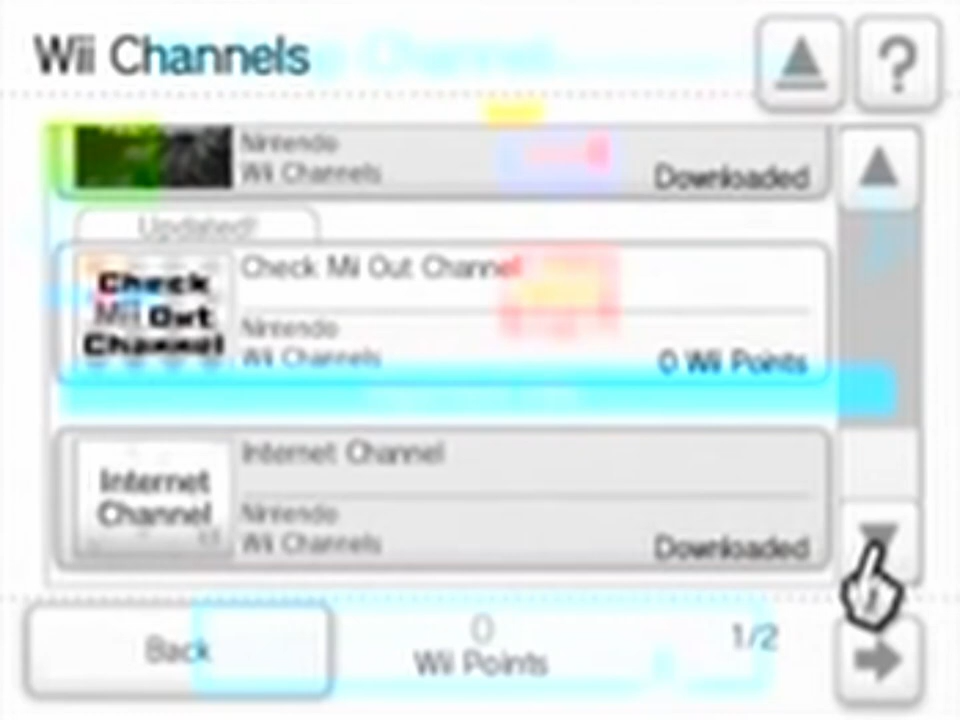 Wii Channels
?
Nintendo
Wii Channels
Downloaded
Updated!
Check Mii Out Channel
Check
Mii Out
Channel
Nintendo
Wii Channels
0 Wii Points
Internet Channel
Internet
Channel
Nintendo
Wii Channels
Downloaded
Back
0
Wii Points
1/2